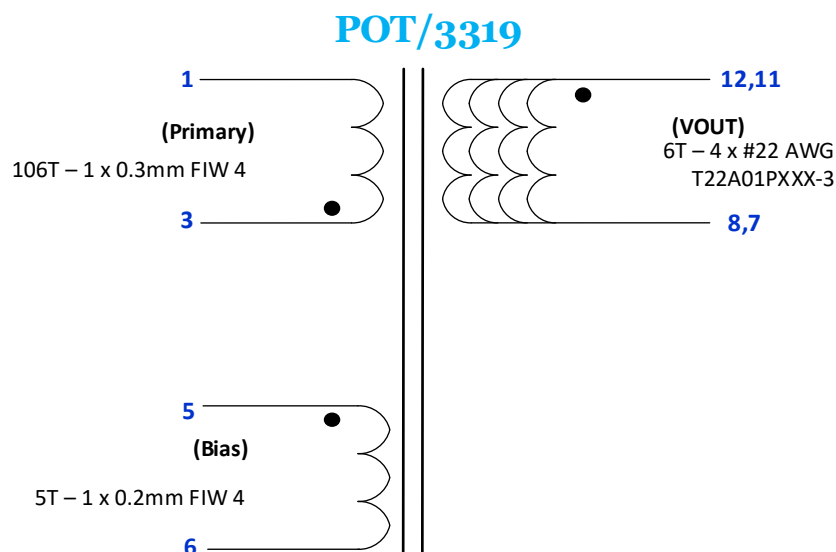 POT/3319
1
(Primary)
106T – 1 x 0.3mm FIW 4
3
12,11
(VOUT)
6T – 4 x #22 AWG
T22A01PXXX-3
8,7
5
(Bias)
5T – 1 x 0.2mm FIW 4
6